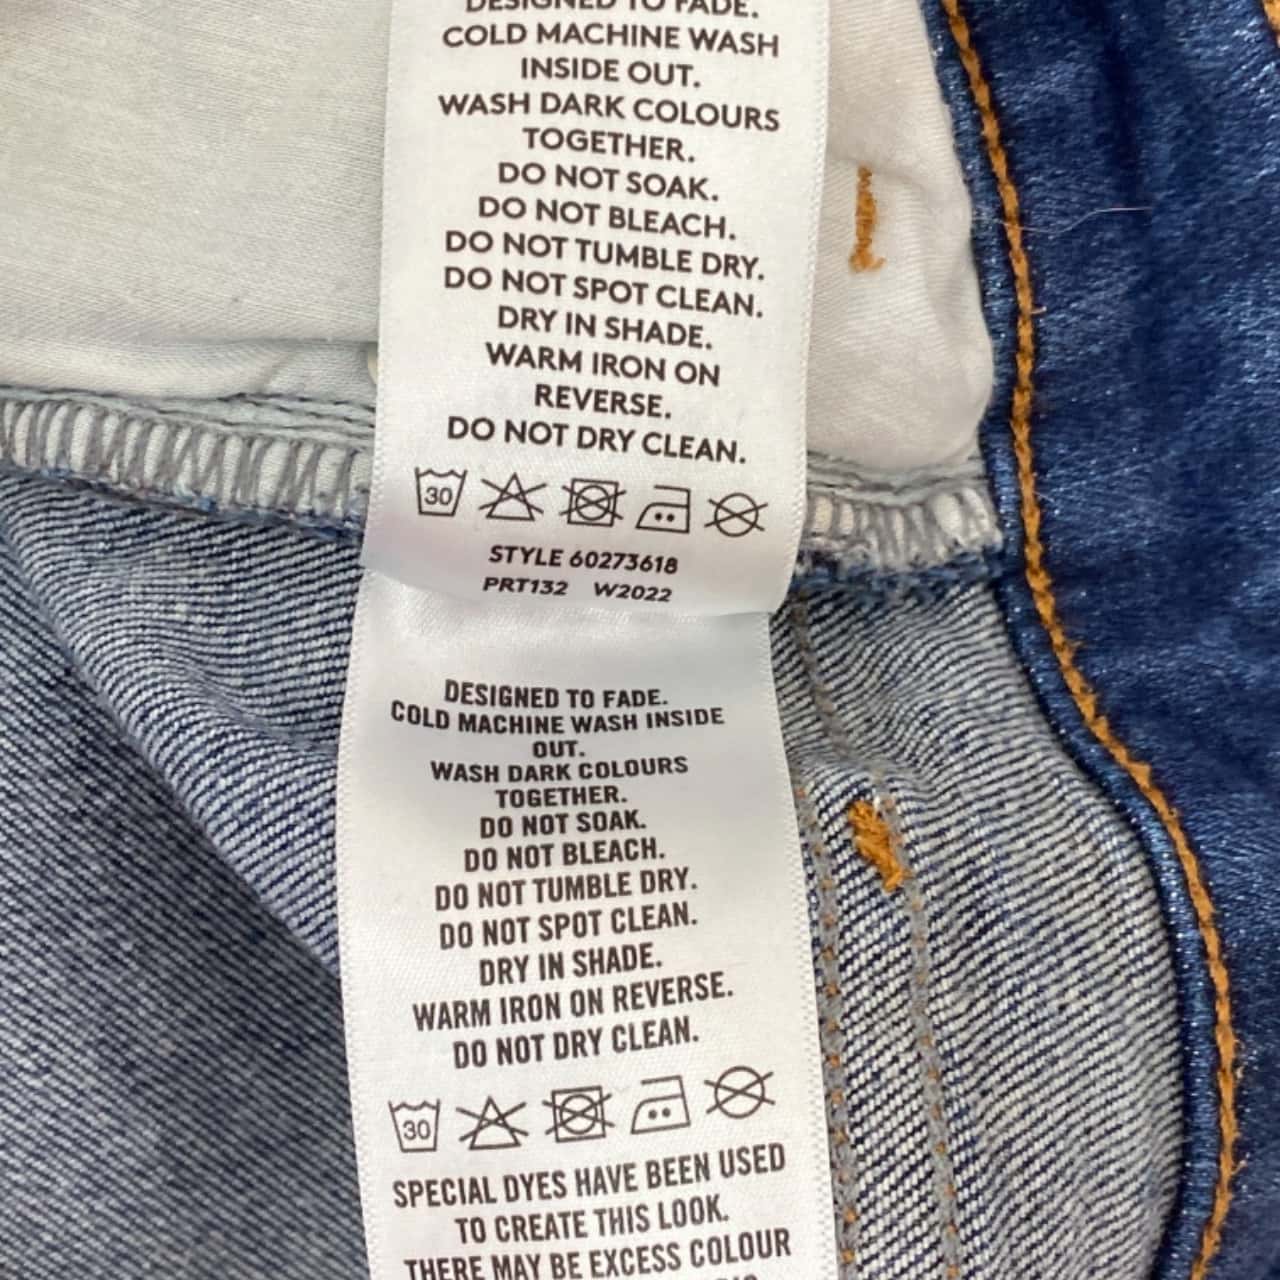 DESIGNED TO FADE.
COLD MACHINE WASH
INSIDE OUT.
WASH DARK COLOURS
TOGETHER.
DO NOT SOAK.
DO NOT BLEACH.
DO NOT TUMBLE DRY.
DO NOT SPOT CLEAN.
DRY IN SHADE.
WARM IRON ON
REVERSE.
DO NOT DRY CLEAN.
30
STYLE 60273618
PRT132 W2022
DESIGNED TO FADE.
COLD MACHINE WASH INSIDE
OUT.
WASH DARK COLOURS
TOGETHER.
DO NOT SOAK.
DO NOT BLEACH.
DO NOT TUMBLE DRY.
DO NOT SPOT CLEAN.
DRY IN SHADE.
WARM IRON ON REVERSE.
DO NOT DRY CLEAN.
30
SPECIAL DYES HAVE BEEN USED
TO CREATE THIS LOOK.
THERE MAY BE EXCESS COLOUR